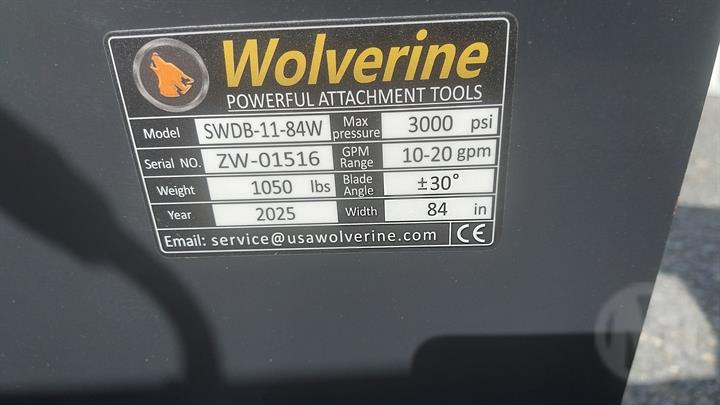 Wolverine
POWERFUL ATTACHMENT TOOLS
Model SWDB-11-84W Max pressure 3000 psi
Serial NO. ZW-01516 GPM Range 10-20 gpm
Weight 1050 lbs Blade Angle ±30°
Year 2025 Width 84 in
Email: service@usawolverine.com CE